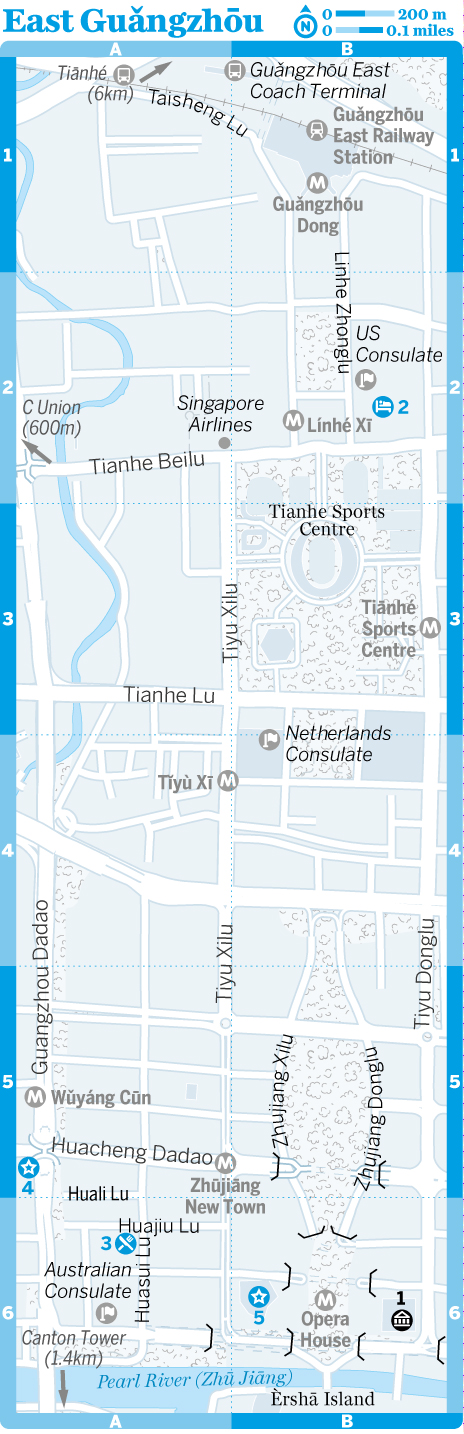 East Guǎngzhōu
N
0 200 m
0 0.1 miles
A B
Tiānhé
(6km)
Guǎngzhōu East
Coach Terminal
Taisheng Lu
Guǎngzhōu
East Railway
Station
1 1
M
Guǎngzhōu
Dong
Linhe Zhonglu
US
Consulate
2 2
C Union
(600m)
Singapore
Airlines
2
M Línhé Xī
Tianhe Beilu
Tianhe Sports
Centre
3 3
Tiyu Xilu
Tiānhé
Sports
Centre
M
Tianhe Lu
Netherlands
Consulate
Tǐyù Xī M
4 4
Guangzhou Dadao
Tiyu Xilu
Tiyu Donglu
5 5
Zhujiang Xilu
Zhujiang Donglu
M Wǔyáng Cūn
Huacheng Dadao
M
Zhūjiāng
New Town
4
Huali Lu
Huajiu Lu
3
Huasui Lu
Australian
Consulate
5
M
Opera
House
1
6 6
Canton Tower
(1.4km)
Pearl River (Zhū Jiāng)
Èrshā Island
A B